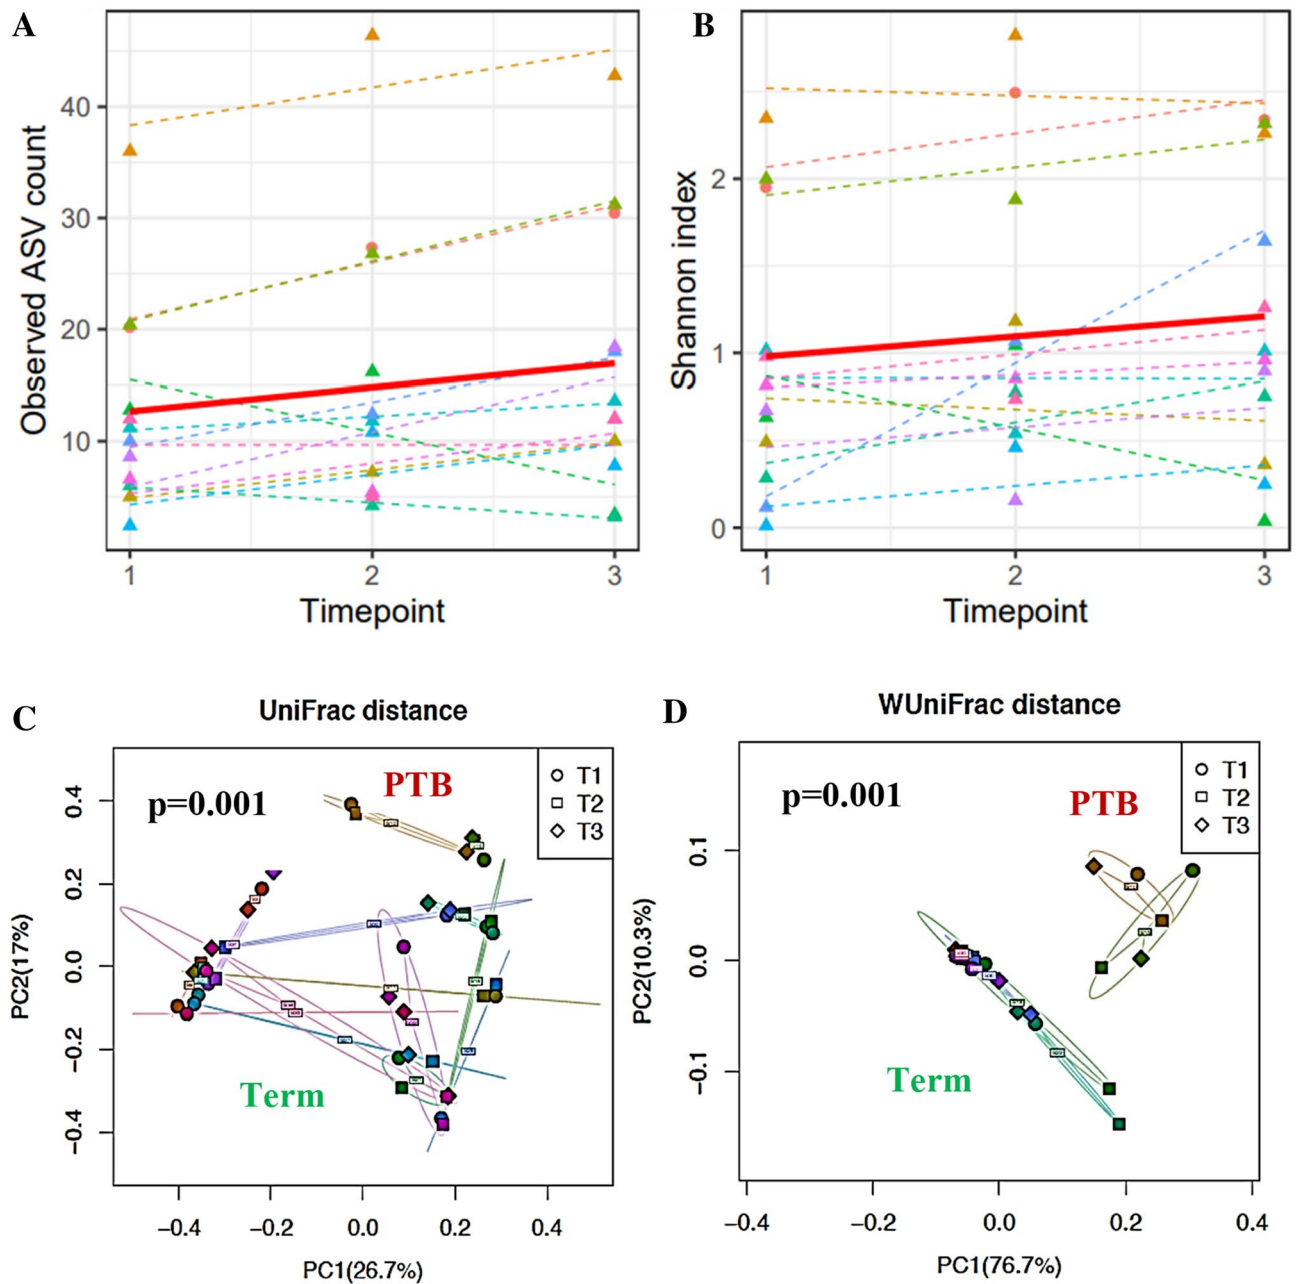 A
B
Observed ASV count
40
30
20
10
1
2
3
Timepoint
Shannon index
2
1
0
1
2
3
Timepoint
C
UniFrac distance
p=0.001
PTB
T1
T2
T3
Term
PC2(17%)
0.4
0.2
0.0
−0.2
−0.4
−0.4
−0.2
0.0
0.2
0.4
PC1(26.7%)
D
WUniFrac distance
p=0.001
PTB
T1
T2
T3
Term
PC2(10.3%)
0.1
0.0
−0.1
−0.4
−0.2
0.0
0.2
0.4
PC1(76.7%)